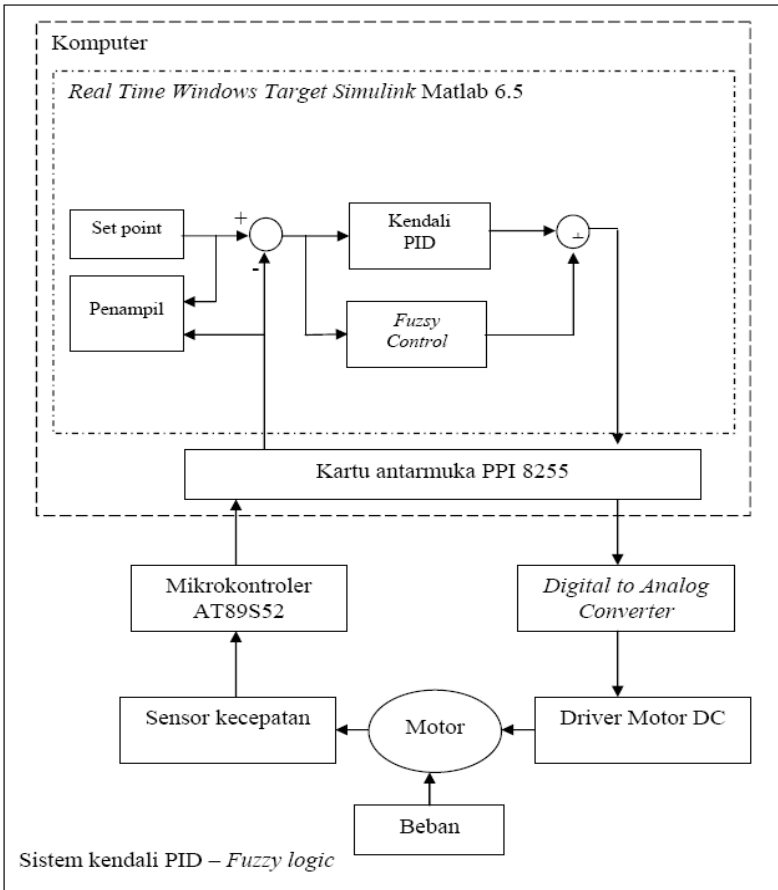 Komputer
Real Time Windows Target Simulink Matlab 6.5
Set point
+
-
Kendali
PID
+
Penampil
Fuzsy
Control
Kartu antarmuka PPI 8255
Mikrokontroler
AT89S52
Digital to Analog
Converter
Sensor kecepatan
Motor
Driver Motor DC
Beban
Sistem kendali PID – Fuzzy logic